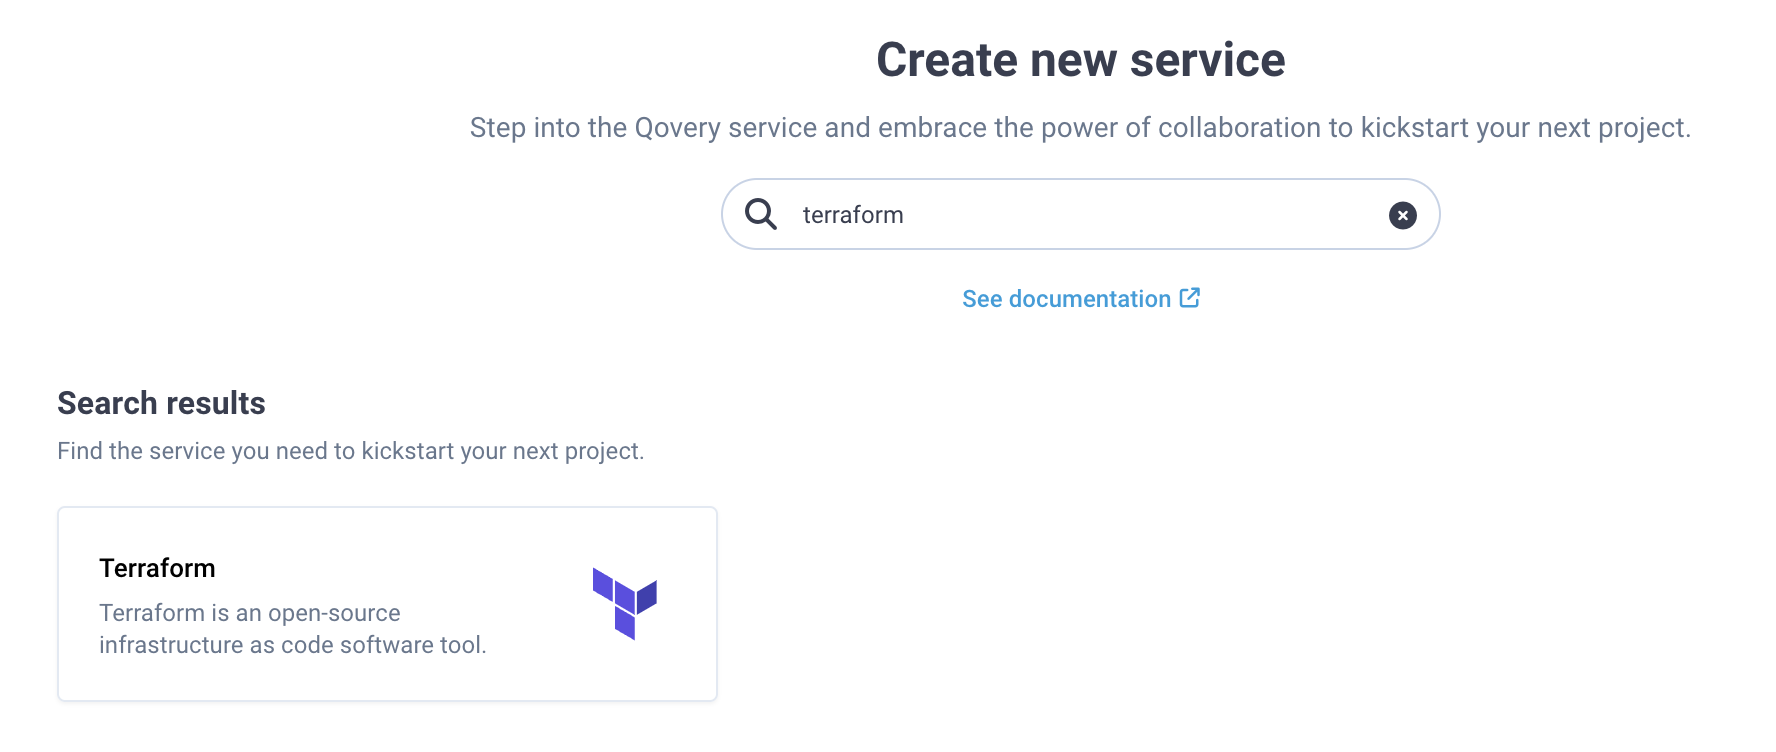 Create new service
Step into the Qovery service and embrace the power of collaboration to kickstart your next project.
terraform
See documentation
Search results
Find the service you need to kickstart your next project.
Terraform
Terraform is an open-source
infrastructure as code software tool.